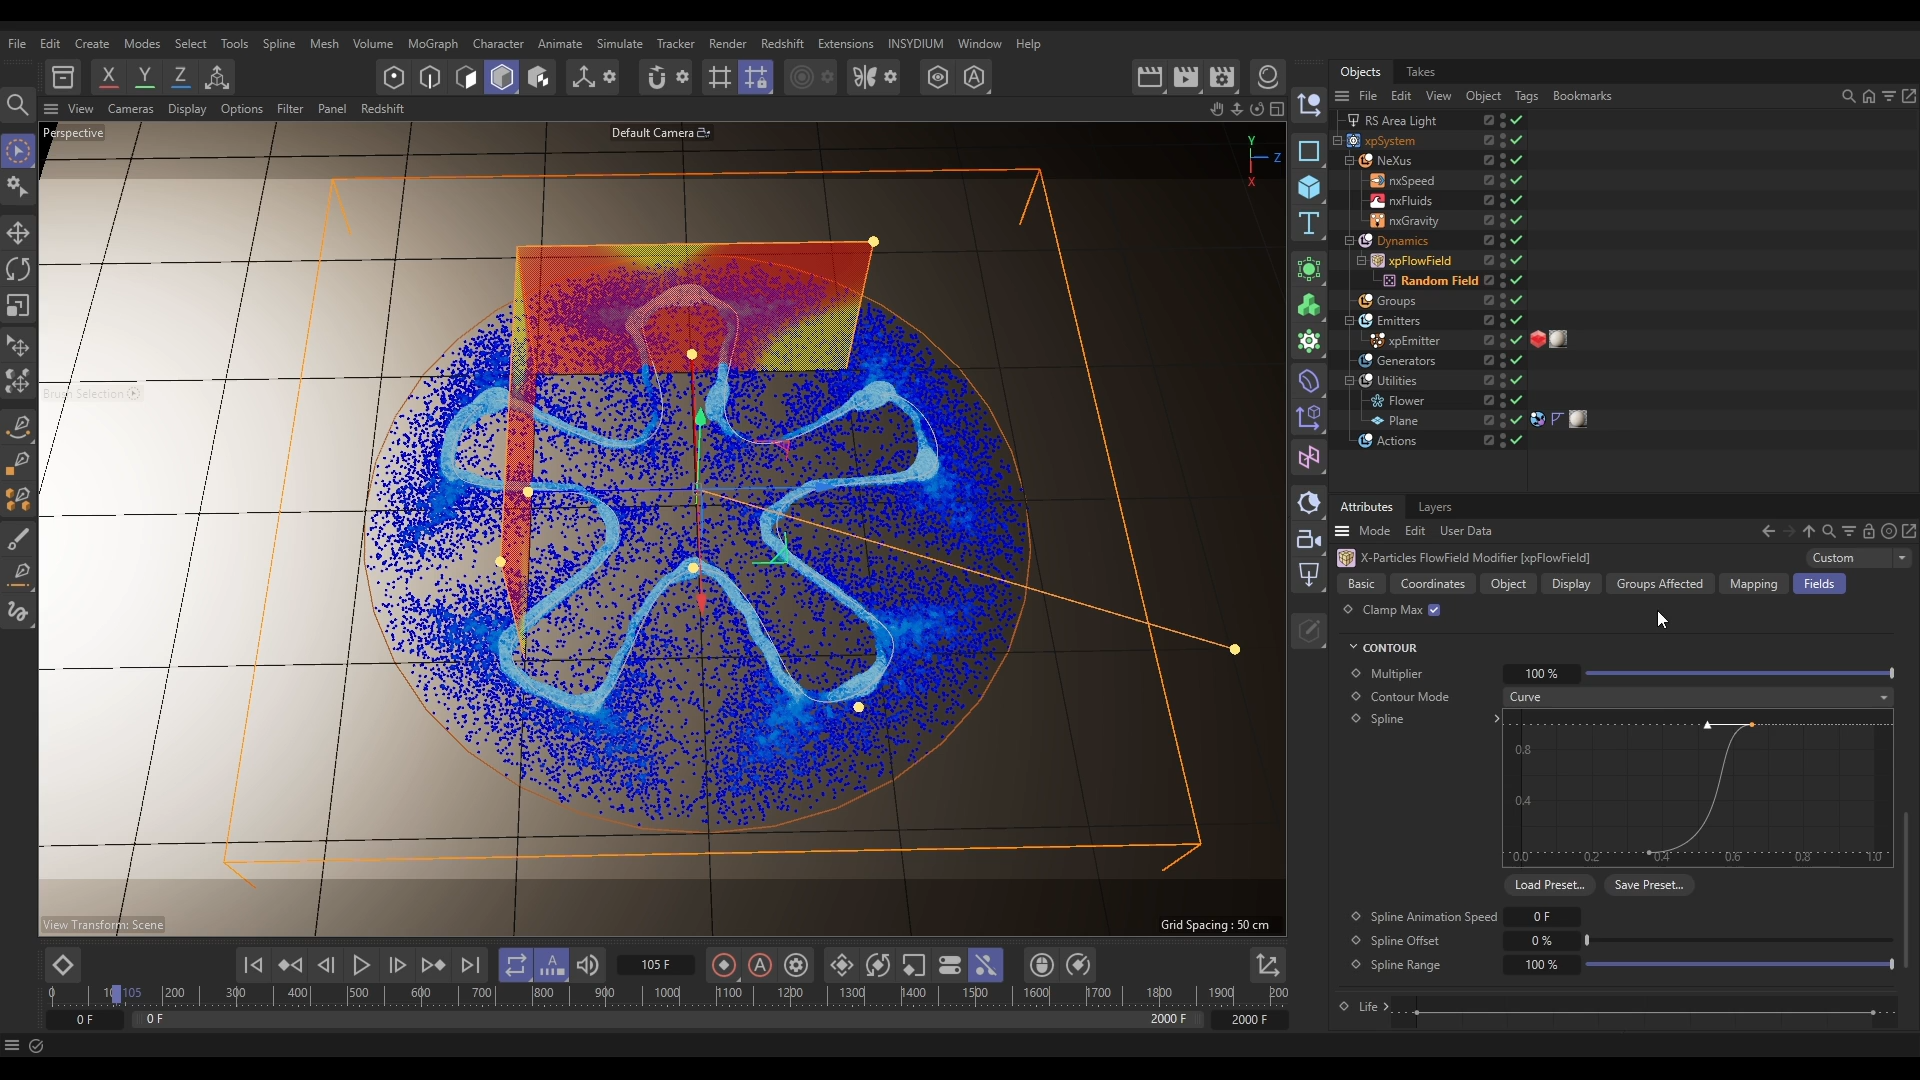 File Edit Create Modes Select Tools Spline Mesh Volume MoGraph Character Animate Simulate Tracker Render Redshift Extensions INSYDIUM Window Help
X Y Z
View Cameras Display Options Filter Panel Redshift
Perspective
Default Camera
Y
Z
X
Brush Selection
View Transform: Scene
Grid Spacing : 50 cm
Objects Takes
File Edit View Object Tags Bookmarks
RS Area Light
xpSystem
NeXus
nxSpeed
nxFluids
nxGravity
Dynamics
xpFlowField
Random Field
Groups
Emitters
xpEmitter
Generators
Utilities
Flower
Plane
Actions
Attributes Layers
Mode Edit User Data
X-Particles FlowField Modifier [xpFlowField]
Custom
Basic Coordinates Object Display Groups Affected Mapping Fields
Clamp Max
CONTOUR
Multiplier 100 %
Contour Mode Curve
Spline
0.8
0.4
0.0 0.2 0.4 0.6 0.8 1.0
Load Preset... Save Preset...
Spline Animation Speed 0 F
Spline Offset 0 %
Spline Range 100 %
Life
105 F
0 105 200 300 400 500 600 700 800 900 1000 1100 1200 1300 1400 1500 1600 1700 1800 1900 200
0 F 0 F 2000 F 2000 F